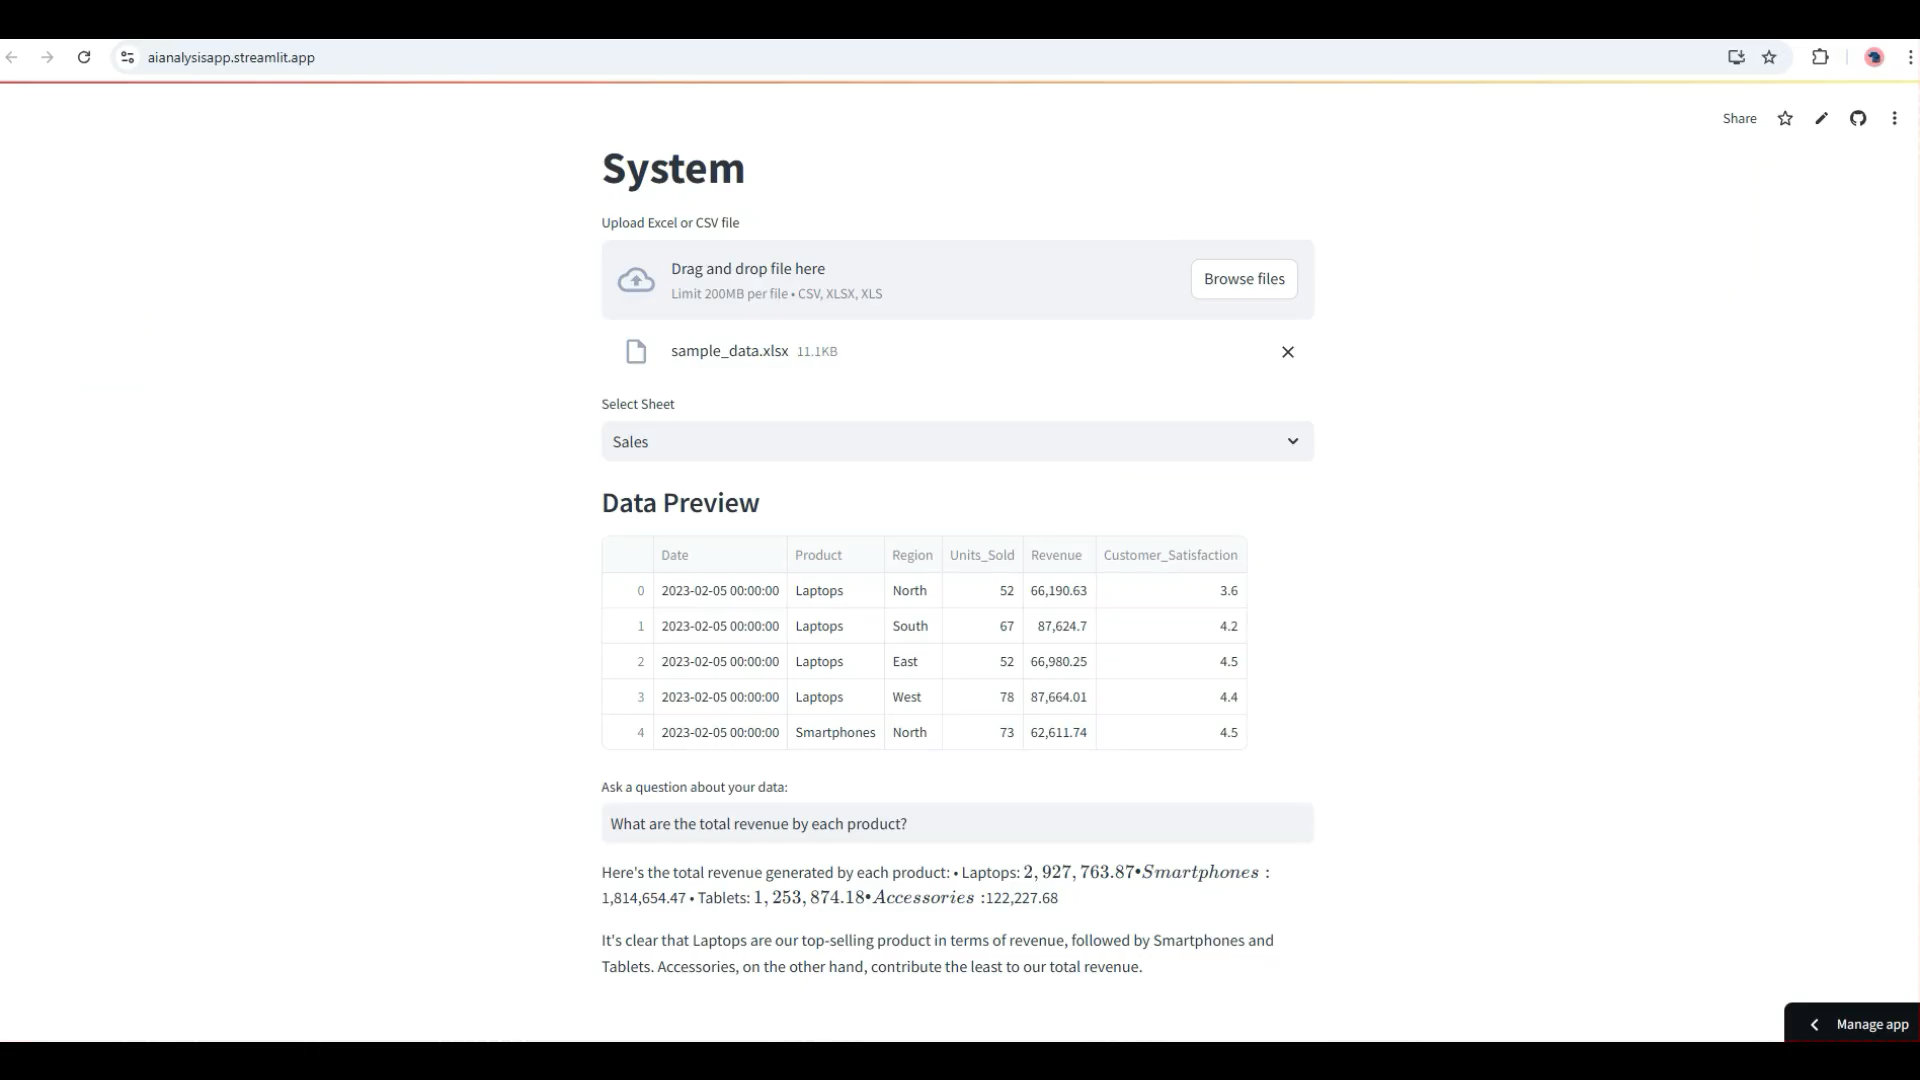 aianalysisapp.streamlit.app
Share
System
Upload Excel or CSV file
Drag and drop file here
Limit 200MB per file • CSV, XLSX, XLS
Browse files
sample_data.xlsx 11.1KB
Select Sheet
Sales
Data Preview
Date Product Region Units_Sold Revenue Customer_Satisfaction
0 2023-02-05 00:00:00 Laptops North 52 66,190.63 3.6
1 2023-02-05 00:00:00 Laptops South 67 87,624.7 4.2
2 2023-02-05 00:00:00 Laptops East 52 66,980.25 4.5
3 2023-02-05 00:00:00 Laptops West 78 87,664.01 4.4
4 2023-02-05 00:00:00 Smartphones North 73 62,611.74 4.5
Ask a question about your data:
What are the total revenue by each product?
Here's the total revenue generated by each product: • Laptops: 2,927,763.87•Smartphones:
1,814,654.47 • Tablets: 1,253,874.18•Accessories:122,227.68
It's clear that Laptops are our top-selling product in terms of revenue, followed by Smartphones and
Tablets. Accessories, on the other hand, contribute the least to our total revenue.
Manage app